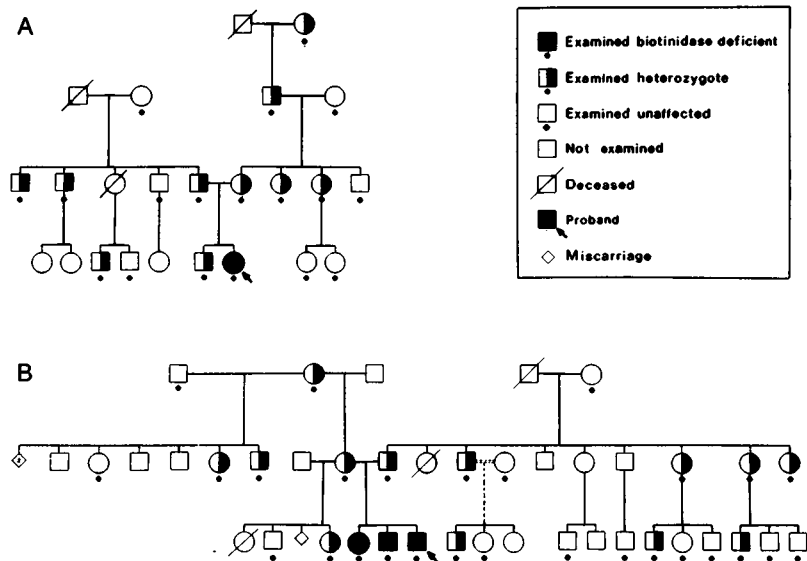 A
Examined biotinidase deficient
Examined heterozygote
Examined unaffected
Not examined
Deceased
Proband
Miscarriage
B